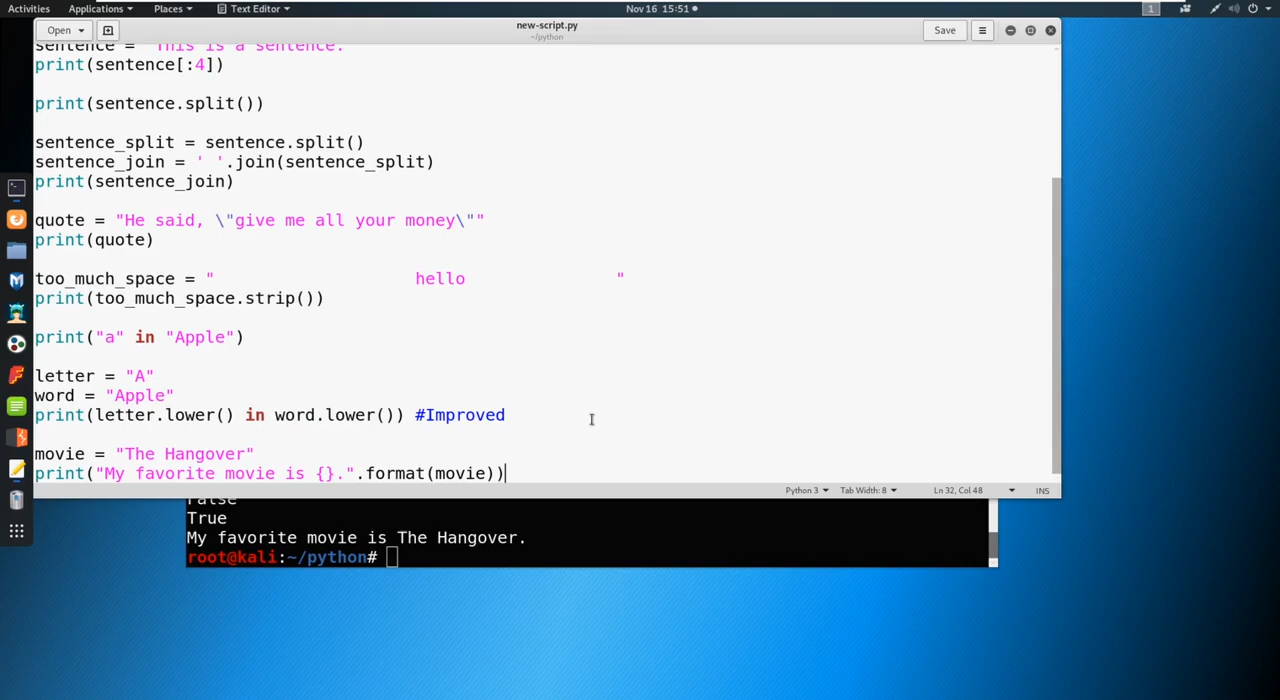 Activities Applications Places Text Editor Nov 16 15:51 1
Open new-script.py Save
~/python
sentence = "This is a sentence."
print(sentence[:4])
print(sentence.split())
sentence_split = sentence.split()
sentence_join = ' '.join(sentence_split)
print(sentence_join)
quote = "He said, \"give me all your money\""
print(quote)
too_much_space = "                    hello               "
print(too_much_space.strip())
print("a" in "Apple")
letter = "A"
word = "Apple"
print(letter.lower() in word.lower()) #Improved
movie = "The Hangover"
print("My favorite movie is {}.".format(movie))
Python 3 Tab Width: 8 Ln 32, Col 48 INS
False
True
My favorite movie is The Hangover.
root@kali:~/python#